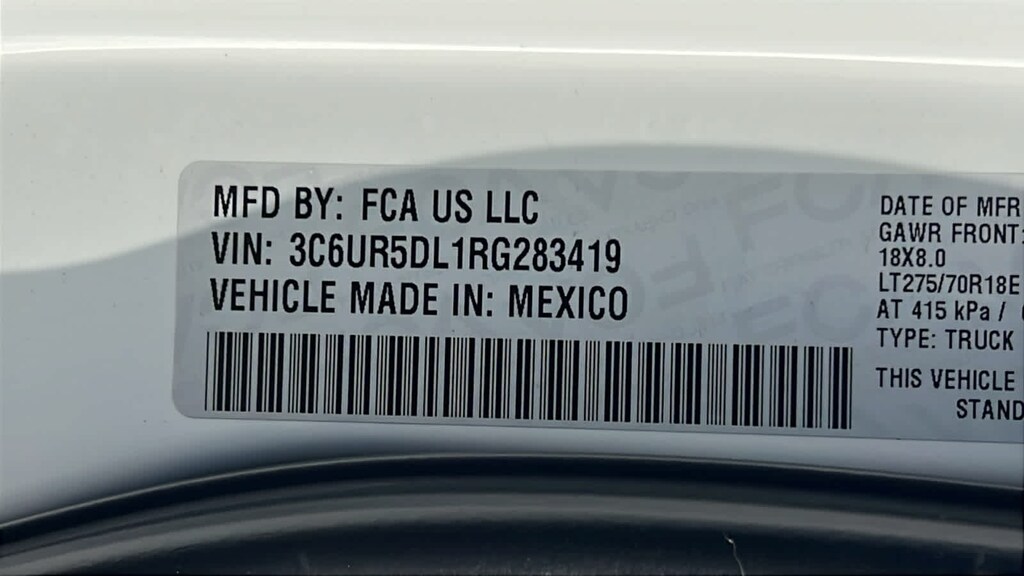 MFD BY: FCA US LLC
VIN: 3C6UR5DL1RG283419
VEHICLE MADE IN: MEXICO
DATE OF MFR
GAWR FRONT:
18X8.0
LT275/70R18E
AT 415 kPa /
TYPE: TRUCK
THIS VEHICLE
STAND